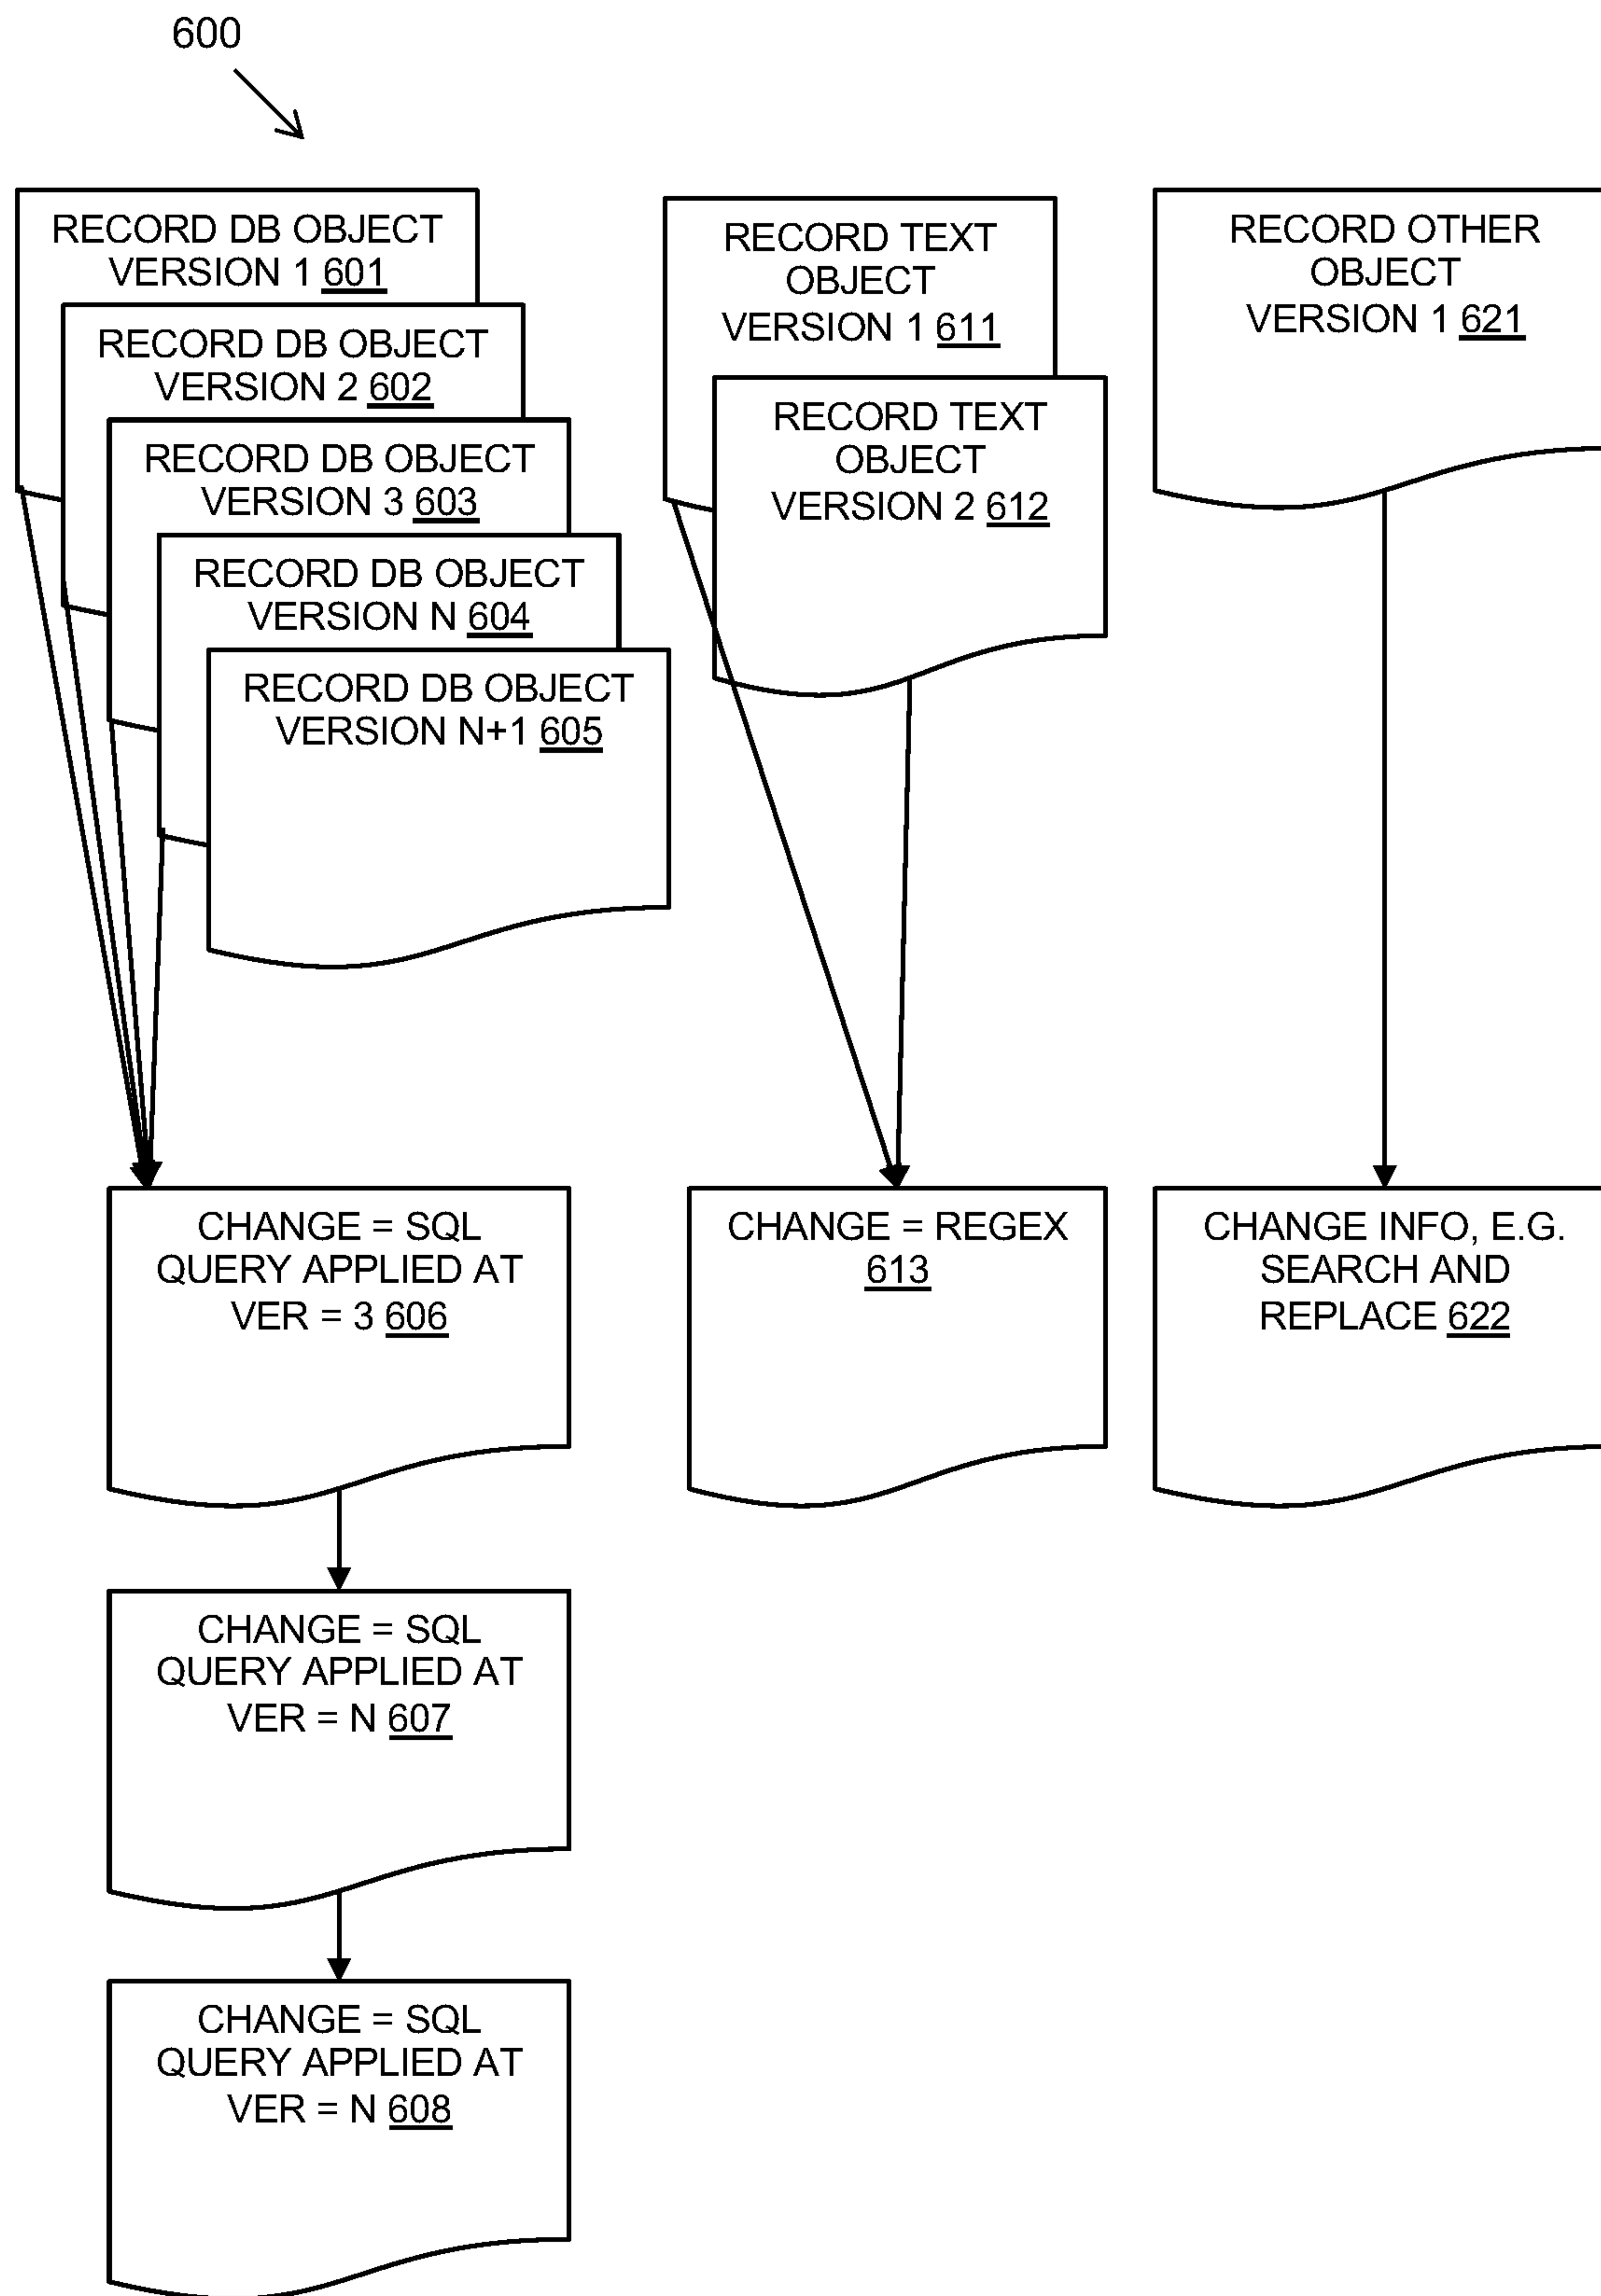 600
RECORD DB OBJECT
VERSION 1 601
RECORD DB OBJECT
VERSION 2 602
RECORD DB OBJECT
VERSION 3 603
RECORD DB OBJECT
VERSION N 604
RECORD DB OBJECT
VERSION N+1 605
RECORD TEXT
OBJECT
VERSION 1 611
RECORD TEXT
OBJECT
VERSION 2 612
RECORD OTHER
OBJECT
VERSION 1 621
CHANGE = SQL
QUERY APPLIED AT
VER = 3 606
CHANGE = REGEX
613
CHANGE INFO, E.G.
SEARCH AND
REPLACE 622
CHANGE = SQL
QUERY APPLIED AT
VER = N 607
CHANGE = SQL
QUERY APPLIED AT
VER = N 608